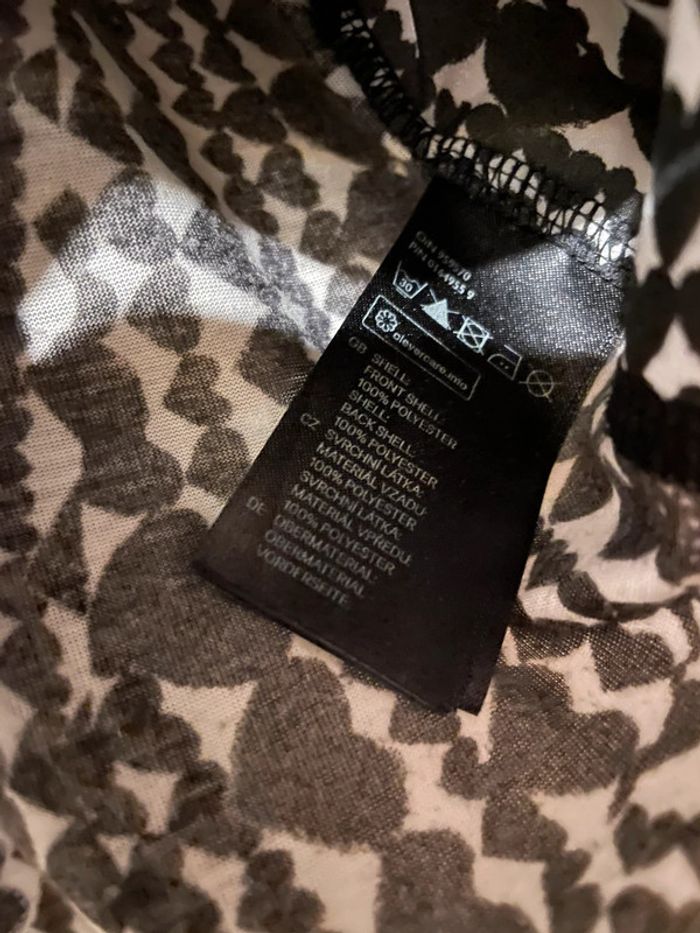 30
clevercare.info
GB SHELL:
FRONT SHELL:
100% POLYESTER
SHELL:
BACK SHELL:
100% POLYESTER
CZ SVRCHNÍ LÁTKA:
MATERIÁL VZADU:
100% POLYESTER
SVRCHNÍ LÁTKA:
MATERIÁL VPŘEDU:
100% POLYESTER
DE OBERMATERIAL:
OBERMATERIAL
VORDERSEITE: